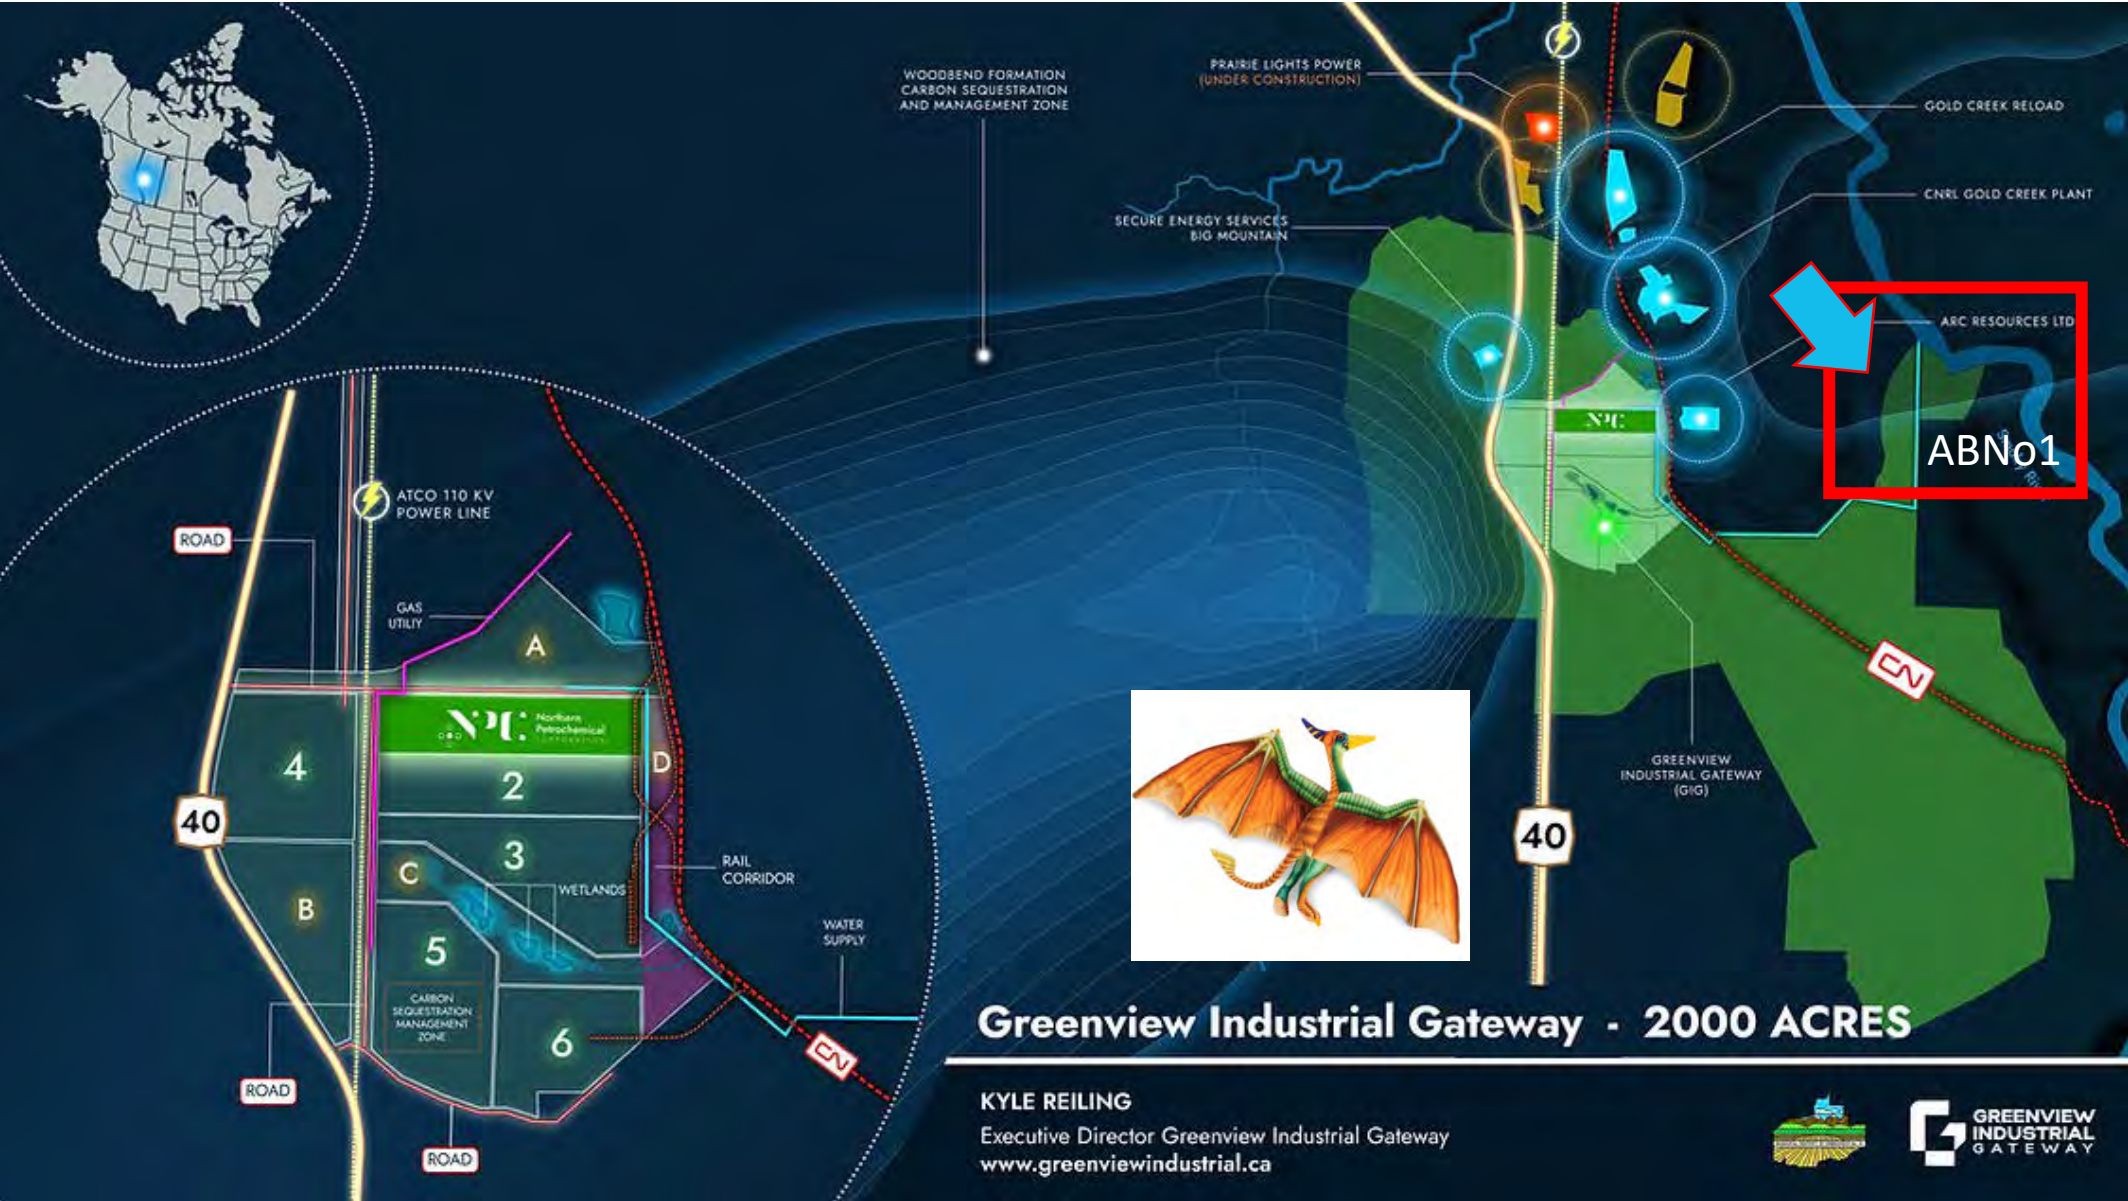 WOODBEND FORMATION
CARBON SEQUESTRATION
AND MANAGEMENT ZONE
PRAIRIE LIGHTS POWER
(UNDER CONSTRUCTION)
GOLD CREEK RELOAD
CNRL GOLD CREEK PLANT
SECURE ENERGY SERVICES
BIG MOUNTAIN
ARC RESOURCES LTD
ABNo1
NPC
ATCO 110 KV
POWER LINE
ROAD
GAS
UTILIY
A
NPC
Northern
Petrochemical
CORPORATION
4
2
D
40
3
C
WETLANDS
RAIL
CORRIDOR
B
5
WATER
SUPPLY
CARBON
SEQUESTRATION
MANAGEMENT
ZONE
6
CN
ROAD
ROAD
CN
GREENVIEW
INDUSTRIAL GATEWAY
(GIG)
40
Greenview Industrial Gateway - 2000 ACRES
KYLE REILING
Executive Director Greenview Industrial Gateway
www.greenviewindustrial.ca
GREENVIEW
INDUSTRIAL
GATEWAY